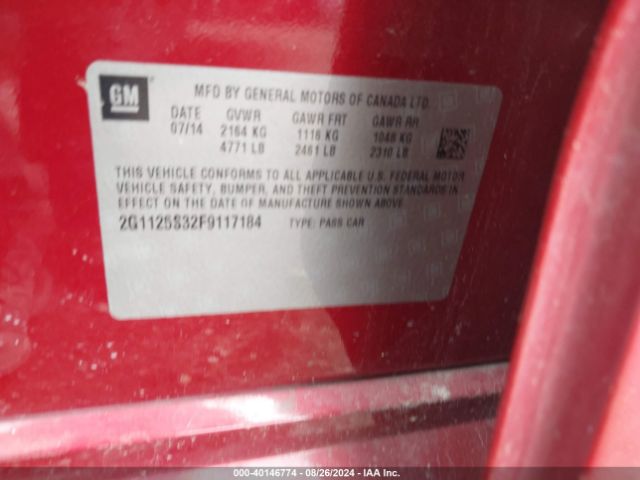 GM
MFD BY GENERAL MOTORS OF CANADA LTD.
DATE GVWR GAWR FRT GAWR RR
07/14 2164 KG 1116 KG 1048 KG
4771 LB 2461 LB 2310 LB
THIS VEHICLE CONFORMS TO ALL APPLICABLE U.S. FEDERAL MOTOR
VEHICLE SAFETY, BUMPER, AND THEFT PREVENTION STANDARDS IN
EFFECT ON THE DATE OF MANUFACTURE SHOWN ABOVE.
2G1125S32F9117184 TYPE: PASS CAR
000-40146774 | 08/26/2024 | IAA Inc.